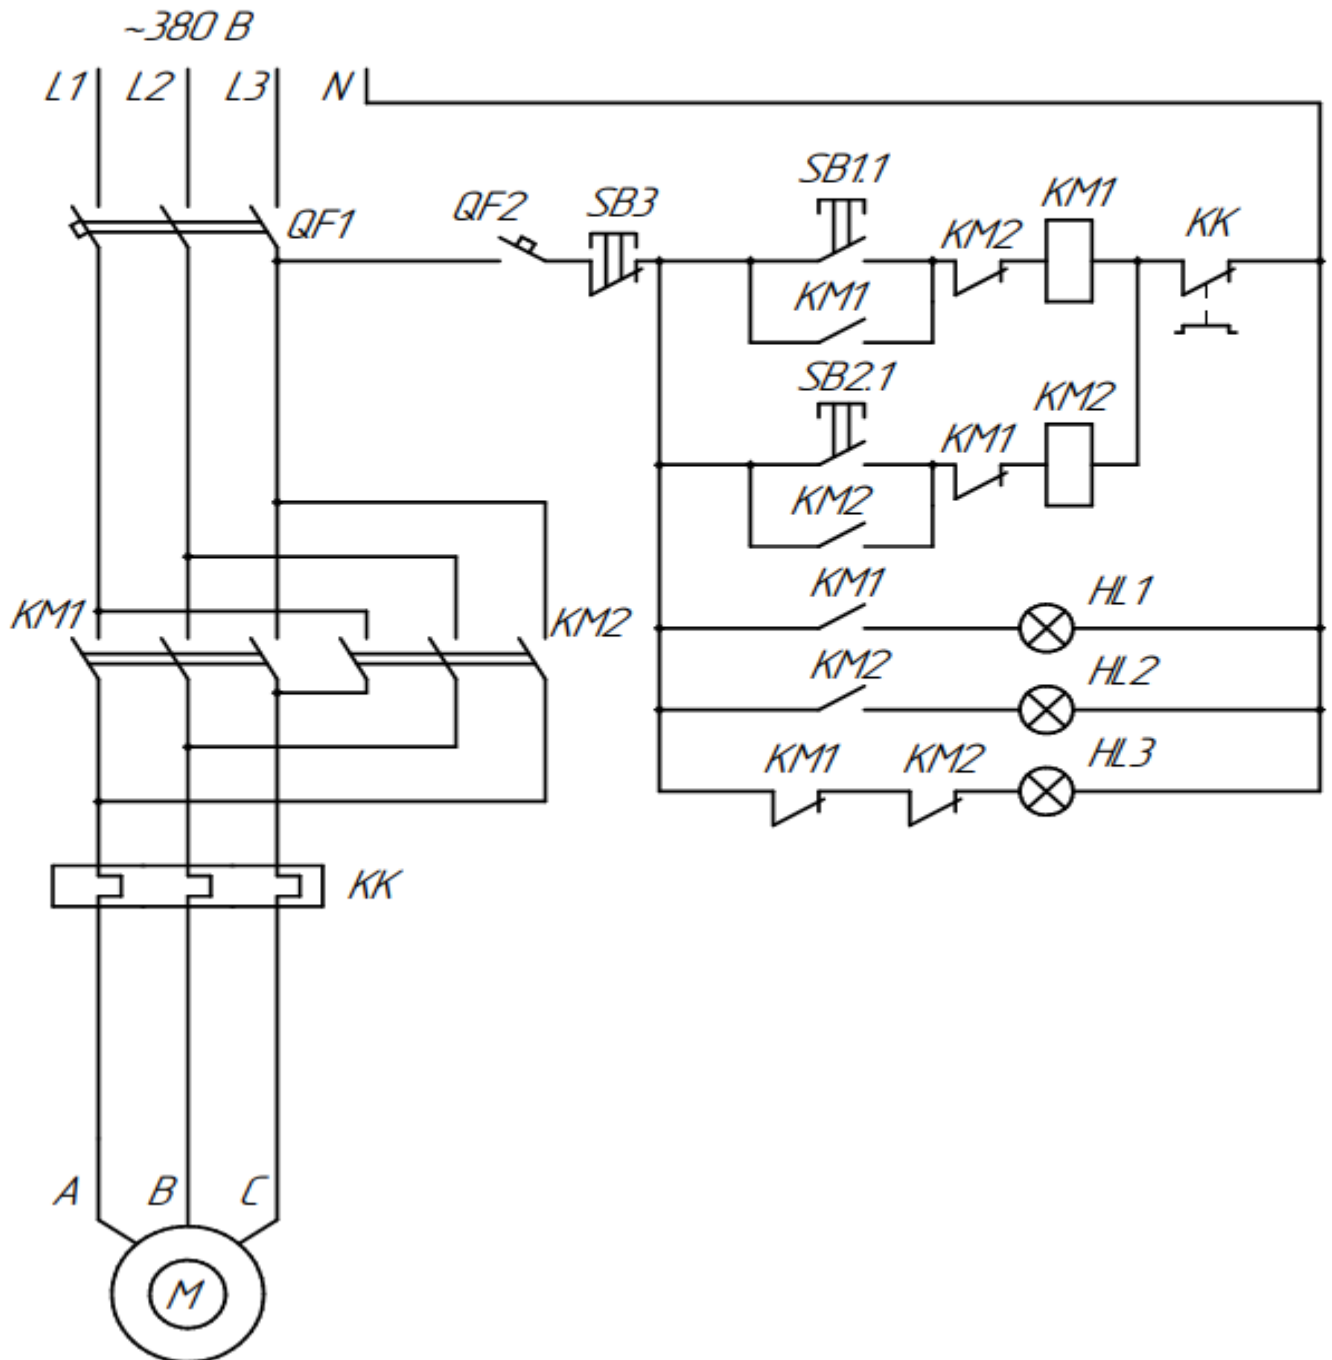 ~380 В
L1 L2 L3 N
SB1.1
KM1
QF1 QF2 SB3 KM2 KK
KM1
SB2.1
KM2
KM1
KM2
KM1 HL1
KM1 KM2
KM2 HL2
KM1 KM2 HL3
KK
A B C
M